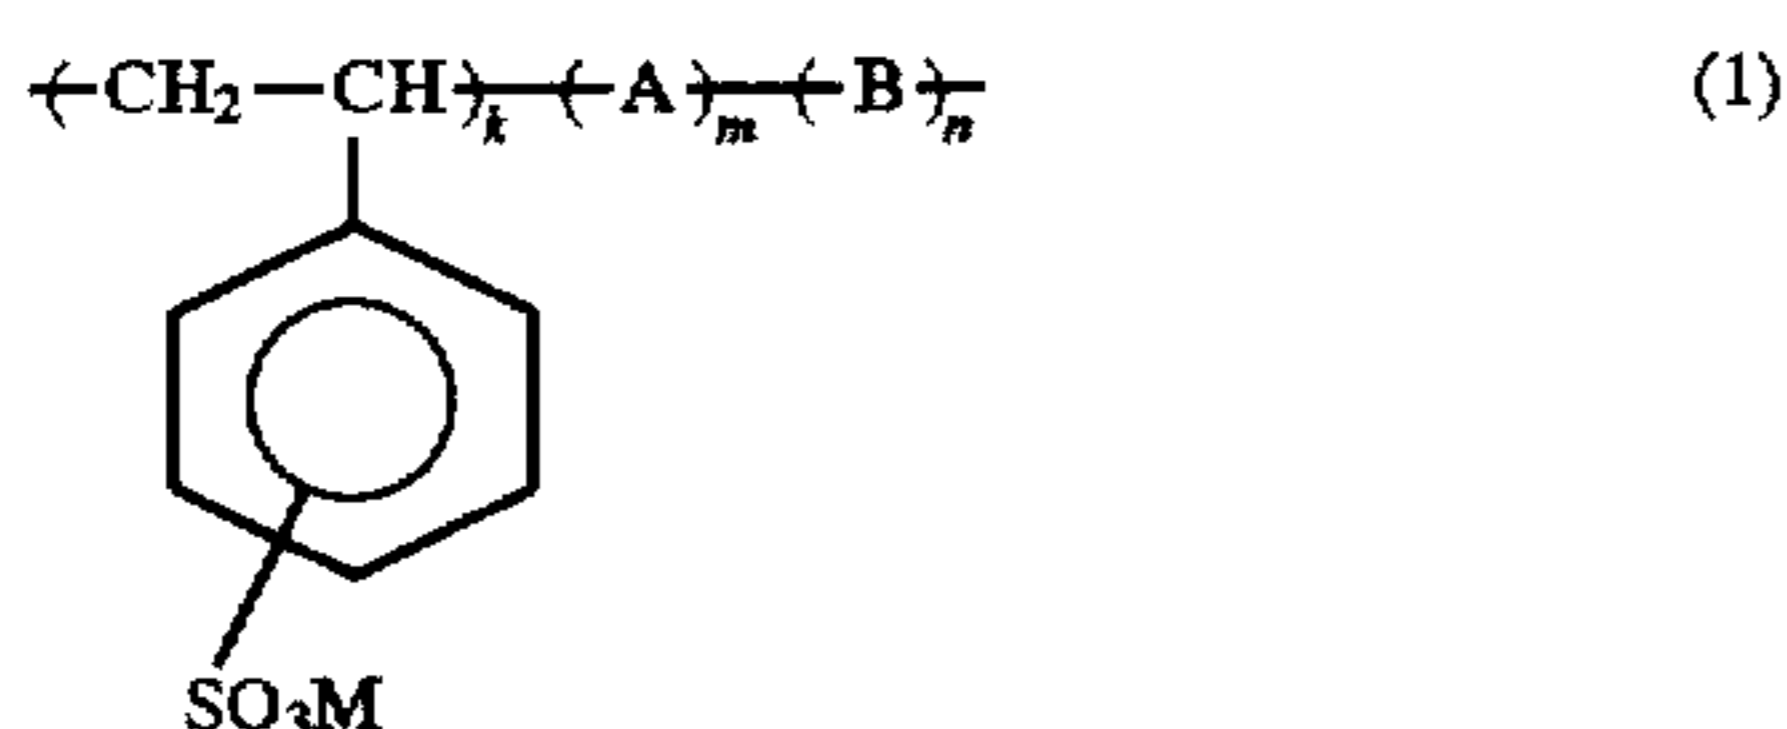 -(CH₂—CH)ₖ—(A)ₘ—(B)ₙ- (1)
SO₃M